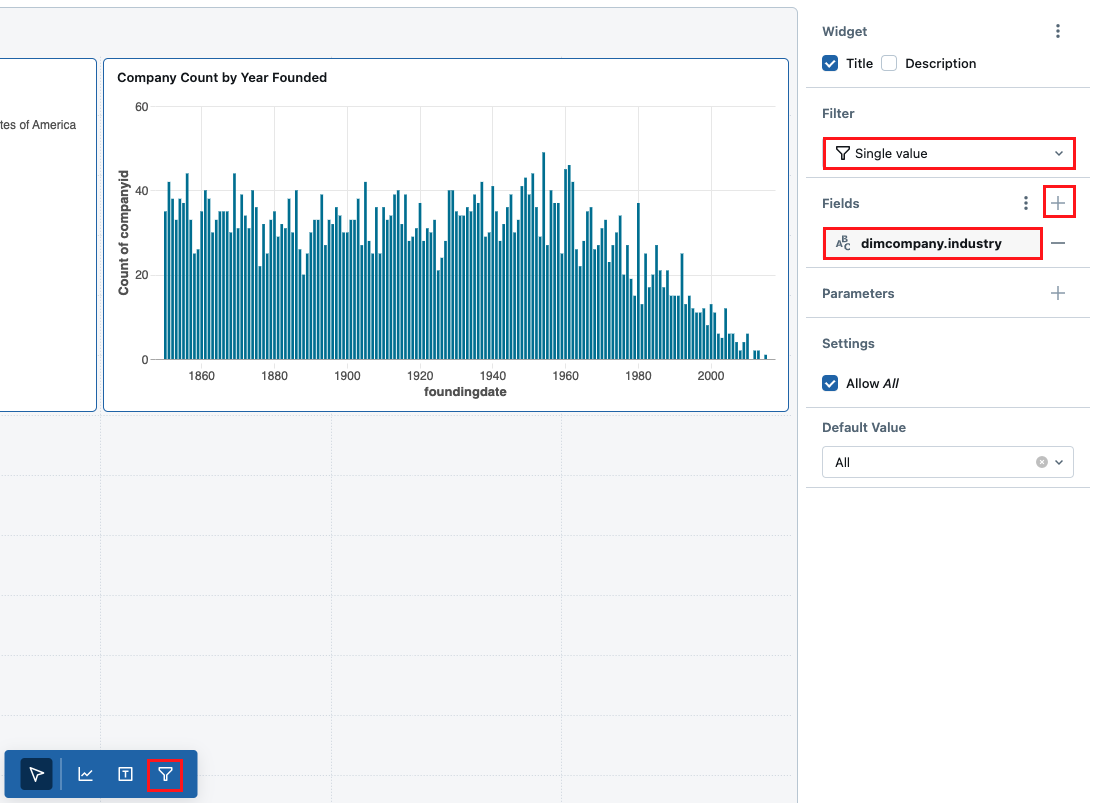 tes of America
Company Count by Year Founded
Count of companyid
60
40
20
0
1860 1880 1900 1920 1940 1960 1980 2000
foundingdate
T
Widget
Title Description
Filter
Single value
Fields
ABC dimcompany.industry
Parameters
Settings
Allow All
Default Value
All